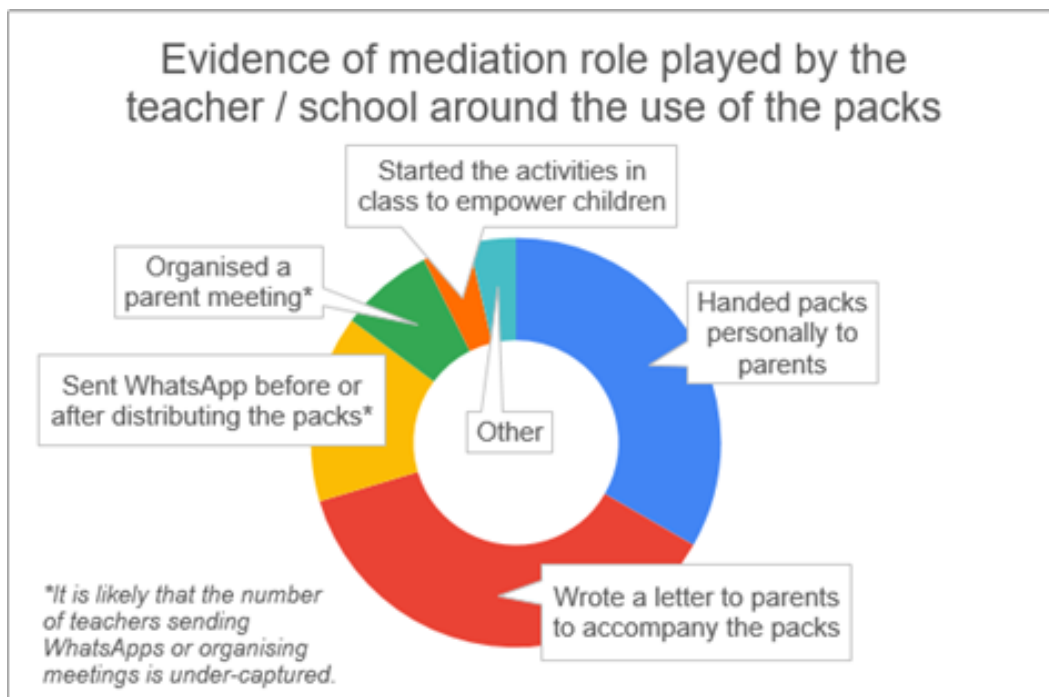 Evidence of mediation role played by the
teacher / school around the use of the packs
Started the activities in
class to empower children
Organised a
parent meeting*
Handed packs
personally to
parents
Sent WhatsApp before or
after distributing the packs*
Other
Wrote a letter to parents
to accompany the packs
*It is likely that the number
of teachers sending
WhatsApps or organising
meetings is under-captured.